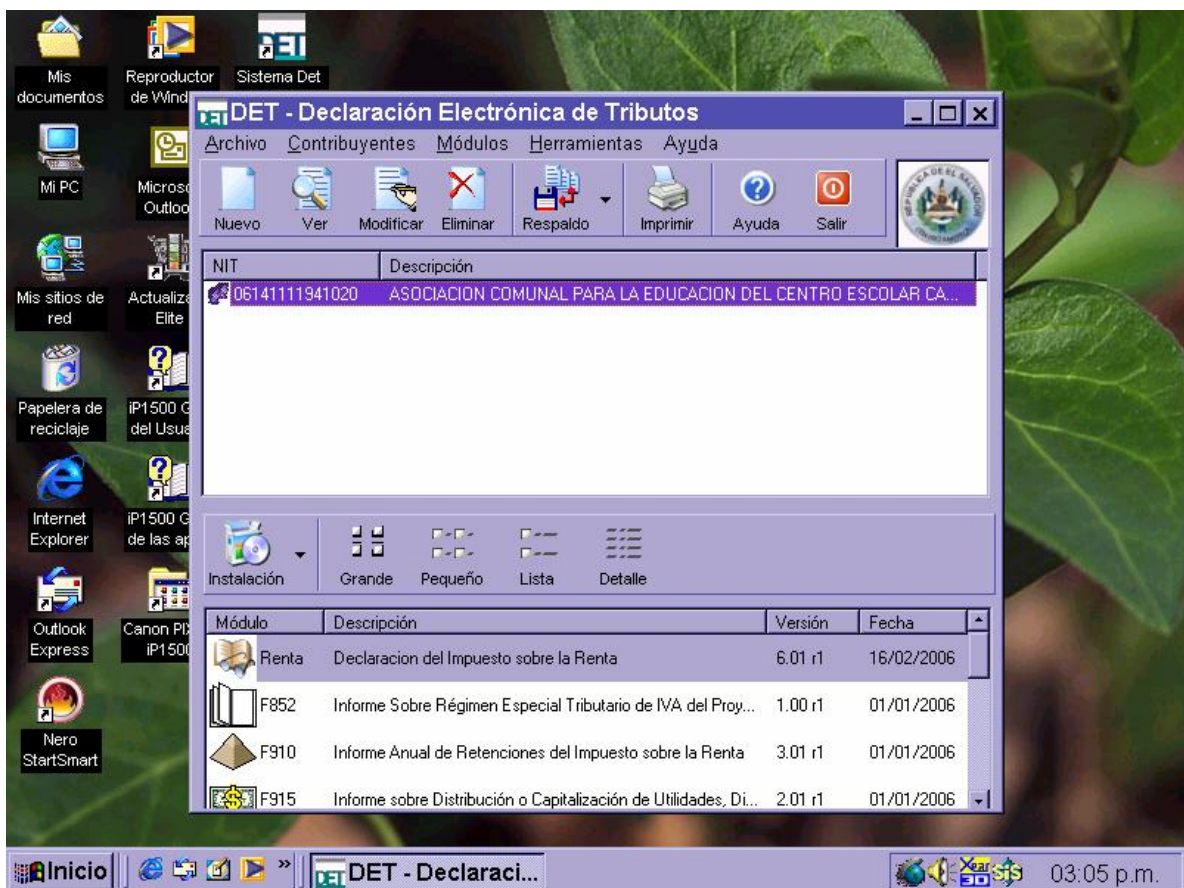 Mis documentos
Reproductor de Wind
Sistema Det
DET
Mi PC
Microso
Outloo
Mis sitios de red
Actualiza
Elite
Papelera de reciclaje
iP1500 G
del Usua
Internet Explorer
iP1500 G
de las ap
Outlook Express
Canon PI
iP1500
Nero StartSmart
DET - Declaración Electrónica de Tributos
Archivo Contribuyentes Módulos Herramientas Ayuda
Nuevo Ver Modificar Eliminar Respaldo Imprimir Ayuda Salir
NIT Descripción
06141111941020 ASOCIACION COMUNAL PARA LA EDUCACION DEL CENTRO ESCOLAR CA...
Instalación Grande Pequeño Lista Detalle
Módulo Descripción Versión Fecha
Renta Declaracion del Impuesto sobre la Renta 6.01 r1 16/02/2006
F852 Informe Sobre Régimen Especial Tributario de IVA del Proy... 1.00 r1 01/01/2006
F910 Informe Anual de Retenciones del Impuesto sobre la Renta 3.01 r1 01/01/2006
F915 Informe sobre Distribución o Capitalización de Utilidades, Di... 2.01 r1 01/01/2006
Inicio » DET - Declaraci... Xear 3D sis 03:05 p.m.